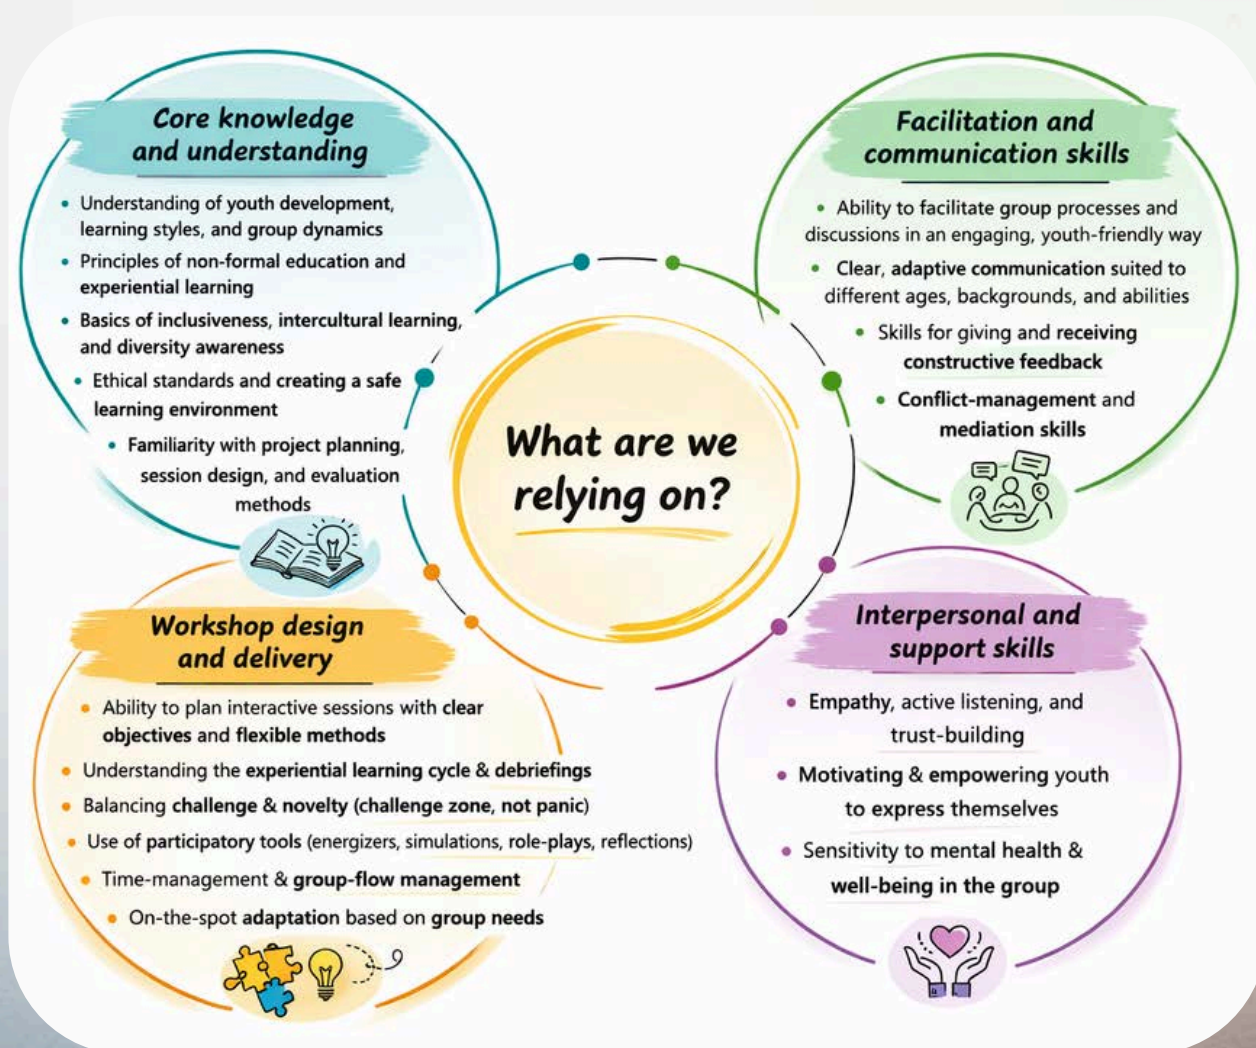 Core knowledge
and understanding
• Understanding of youth development,
learning styles, and group dynamics
• Principles of non-formal education and
experiential learning
• Basics of inclusiveness, intercultural learning,
and diversity awareness
• Ethical standards and creating a safe
learning environment
• Familiarity with project planning,
session design, and evaluation
methods
Facilitation and
communication skills
• Ability to facilitate group processes and
discussions in an engaging, youth-friendly way
• Clear, adaptive communication suited to
different ages, backgrounds, and abilities
• Skills for giving and receiving
constructive feedback
• Conflict-management and
mediation skills
What are we
relying on?
Workshop design
and delivery
• Ability to plan interactive sessions with clear
objectives and flexible methods
• Understanding the experiential learning cycle & debriefings
• Balancing challenge & novelty (challenge zone, not panic)
• Use of participatory tools (energizers, simulations, role-plays, reflections)
• Time-management & group-flow management
• On-the-spot adaptation based on group needs
Interpersonal and
support skills
• Empathy, active listening, and
trust-building
• Motivating & empowering youth
to express themselves
• Sensitivity to mental health &
well-being in the group